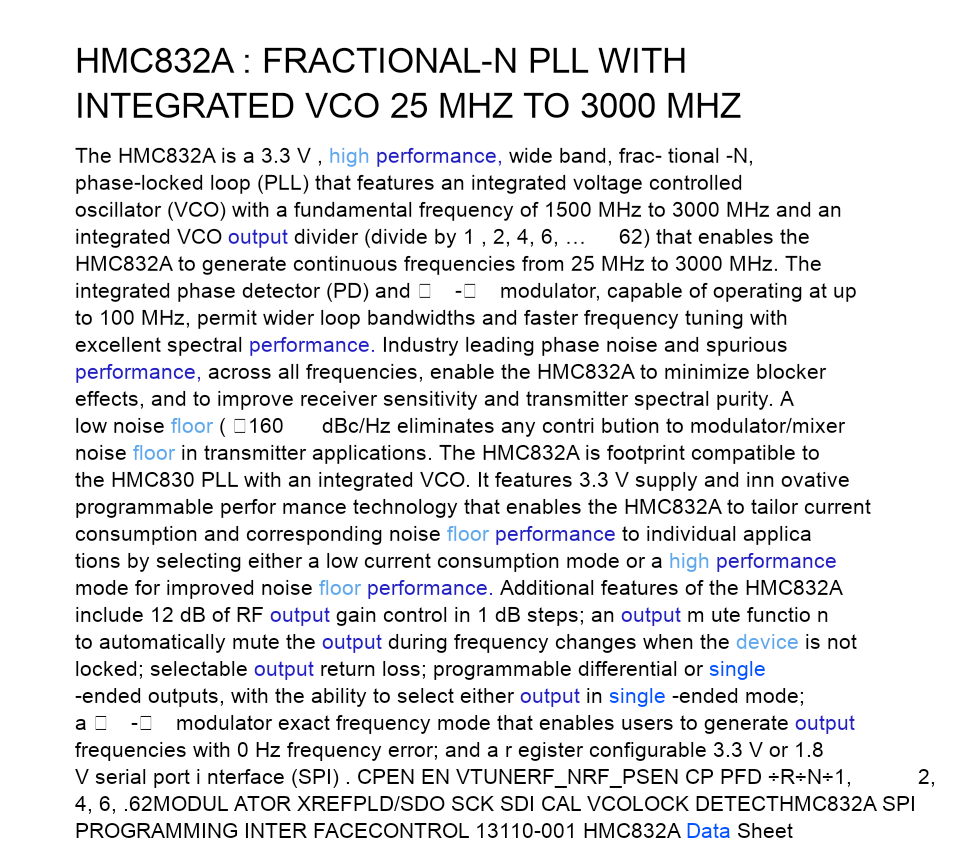 HMC832A : FRACTIONAL-N PLL WITH
INTEGRATED VCO 25 MHZ TO 3000 MHZ
The HMC832A is a 3.3 V , high performance, wide band, frac- tional -N,
phase-locked loop (PLL) that features an integrated voltage controlled
oscillator (VCO) with a fundamental frequency of 1500 MHz to 3000 MHz and an
integrated VCO output divider (divide by 1 , 2, 4, 6, … 62) that enables the
HMC832A to generate continuous frequencies from 25 MHz to 3000 MHz. The
integrated phase detector (PD) and □ -□ modulator, capable of operating at up
to 100 MHz, permit wider loop bandwidths and faster frequency tuning with
excellent spectral performance. Industry leading phase noise and spurious
performance, across all frequencies, enable the HMC832A to minimize blocker
effects, and to improve receiver sensitivity and transmitter spectral purity. A
low noise floor ( □160 dBc/Hz eliminates any contri bution to modulator/mixer
noise floor in transmitter applications. The HMC832A is footprint compatible to
the HMC830 PLL with an integrated VCO. It features 3.3 V supply and inn ovative
programmable perfor mance technology that enables the HMC832A to tailor current
consumption and corresponding noise floor performance to individual applica
tions by selecting either a low current consumption mode or a high performance
mode for improved noise floor performance. Additional features of the HMC832A
include 12 dB of RF output gain control in 1 dB steps; an output m ute functio n
to automatically mute the output during frequency changes when the device is not
locked; selectable output return loss; programmable differential or single
-ended outputs, with the ability to select either output in single -ended mode;
a □ -□ modulator exact frequency mode that enables users to generate output
frequencies with 0 Hz frequency error; and a r egister configurable 3.3 V or 1.8
V serial port i nterface (SPI) . CPEN EN VTUNERF_NRF_PSEN CP PFD ÷R÷N÷1, 2,
4, 6, .62MODUL ATOR XREFPLD/SDO SCK SDI CAL VCOLOCK DETECTHMC832A SPI
PROGRAMMING INTER FACECONTROL 13110-001 HMC832A Data Sheet